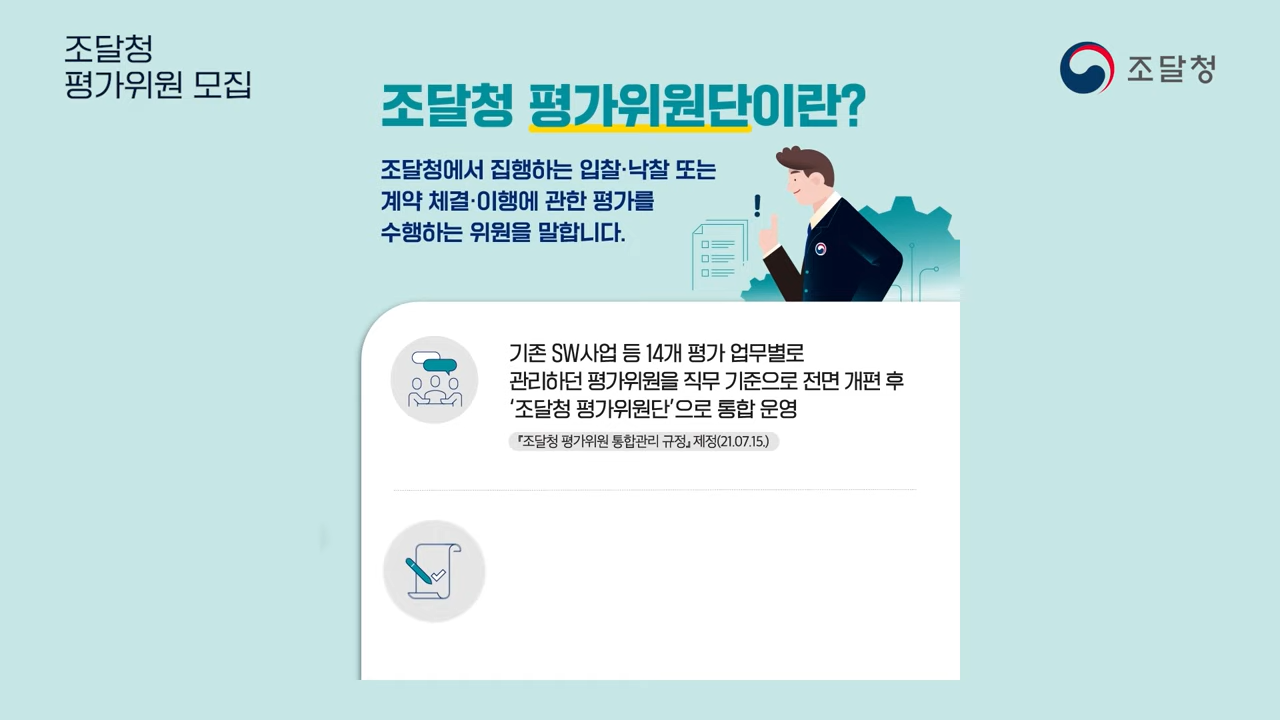 조달청
평가위원 모집
조달청
조달청 평가위원단이란?
조달청에서 집행하는 입찰·낙찰 또는
계약 체결·이행에 관한 평가를
수행하는 위원을 말합니다.
!
기존 SW사업 등 14개 평가 업무별로
관리하던 평가위원을 직무 기준으로 전면 개편 후
‘조달청 평가위원단’으로 통합 운영
『조달청 평가위원 통합관리 규정』 제정(21.07.15.)